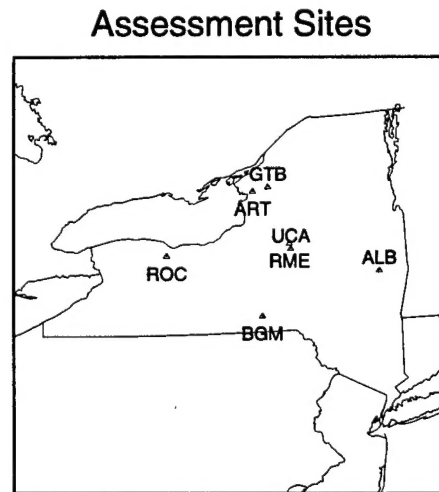 Assessment Sites
GTB
ART
UCA
RME
ALB
ROC
BGM